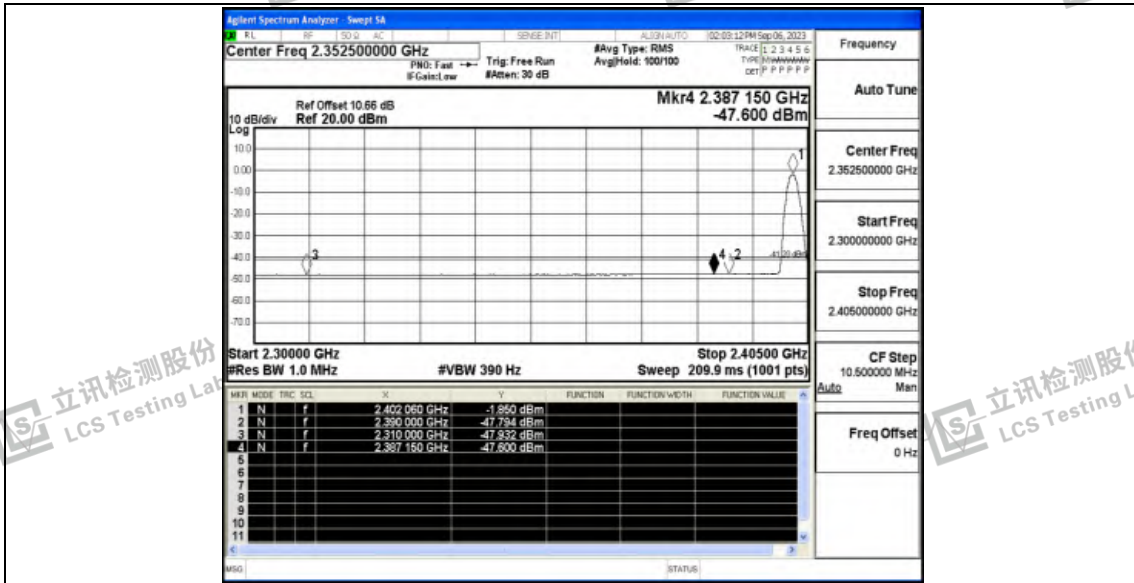 Agilent Spectrum Analyzer - Swept SA
RL RF 50 Ω AC SENSE:INT ALIGN AUTO 02:03:12 PM Sep 06, 2023
Center Freq 2.352500000 GHz
PNO: Fast
IFGain:Low
Trig: Free Run
#Atten: 30 dB
#Avg Type: RMS
Avg|Hold: 100/100
TRACE 1 2 3 4 5 6
TYPE
DET P P P P P P
Ref Offset 10.66 dB
Ref 20.00 dBm
10 dB/div
Log
Mkr4 2.387 150 GHz
-47.600 dBm
10.0
0.00
-10.0
-20.0
-30.0
-40.0
-50.0
-60.0
-70.0
1
3
4
2
-41.20 dBm
Start 2.30000 GHz
Stop 2.40500 GHz
#Res BW 1.0 MHz
#VBW 390 Hz
Sweep 209.9 ms (1001 pts)
MKR MODE TRC SCL X Y FUNCTION FUNCTION WIDTH FUNCTION VALUE
1 N f 2.402 060 GHz -1.850 dBm
2 N f 2.390 000 GHz -47.794 dBm
3 N f 2.310 000 GHz -47.932 dBm
4 N f 2.387 150 GHz -47.600 dBm
5
6
7
8
9
10
11
MSG
STATUS
Frequency
Auto Tune
Center Freq
2.352500000 GHz
Start Freq
2.300000000 GHz
Stop Freq
2.405000000 GHz
CF Step
10.500000 MHz
Auto Man
Freq Offset
0 Hz
立讯检测股份
LCS Testing Lab
立讯检测股份
LCS Testing L